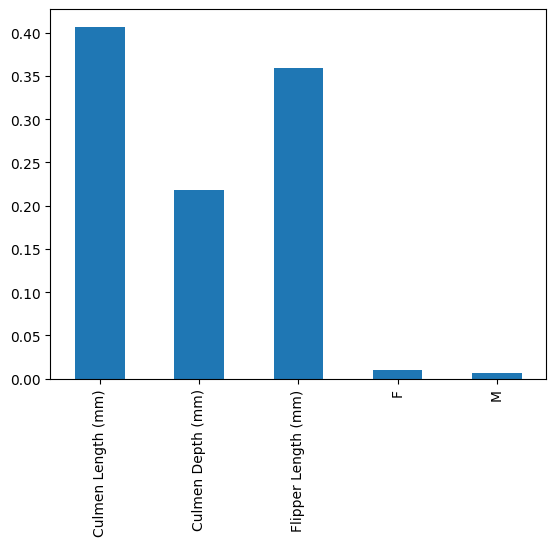 0.40
0.35
0.30
0.25
0.20
0.15
0.10
0.05
0.00
Culmen Length (mm)
Culmen Depth (mm)
Flipper Length (mm)
F
M